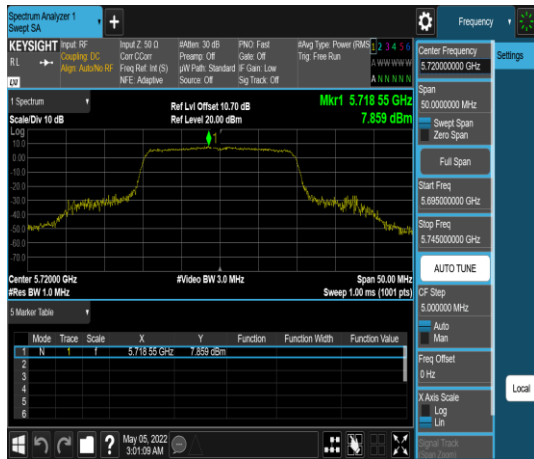 Spectrum Analyzer 1
Swept SA
+
Frequency
KEYSIGHT
RL
LXI
Input: RF
Coupling: DC
Align: Auto/No RF
Input Z: 50 Ω
Corr CCorr
Freq Ref: Int (S)
NFE: Adaptive
#Atten: 30 dB
Preamp: Off
µW Path: Standard
Source: Off
PNO: Fast
Gate: Off
IF Gain: Low
Sig Track: Off
#Avg Type: Power (RMS)
Trig: Free Run
1 2 3 4 5 6
A W W W W W
A N N N N N
1 Spectrum
Scale/Div 10 dB
Ref Lvl Offset 10.70 dB
Ref Level 20.00 dBm
Mkr1 5.718 55 GHz
7.859 dBm
Log
10.0
0.00
-10.0
-20.0
-30.0
-40.0
-50.0
-60.0
-70.0
1
Center 5.72000 GHz
#Res BW 1.0 MHz
#Video BW 3.0 MHz
Span 50.00 MHz
Sweep 1.00 ms (1001 pts)
5 Marker Table
Mode Trace Scale X Y Function Function Width Function Value
1 N 1 f 5.718 55 GHz 7.859 dBm
2
3
4
5
6
?
May 05, 2022
3:01:09 AM
Center Frequency
5.720000000 GHz
Span
50.0000000 MHz
Swept Span
Zero Span
Full Span
Start Freq
5.695000000 GHz
Stop Freq
5.745000000 GHz
AUTO TUNE
CF Step
5.000000 MHz
Auto
Man
Freq Offset
0 Hz
X Axis Scale
Log
Lin
Signal Track
(Span Zoom)
Settings
Local